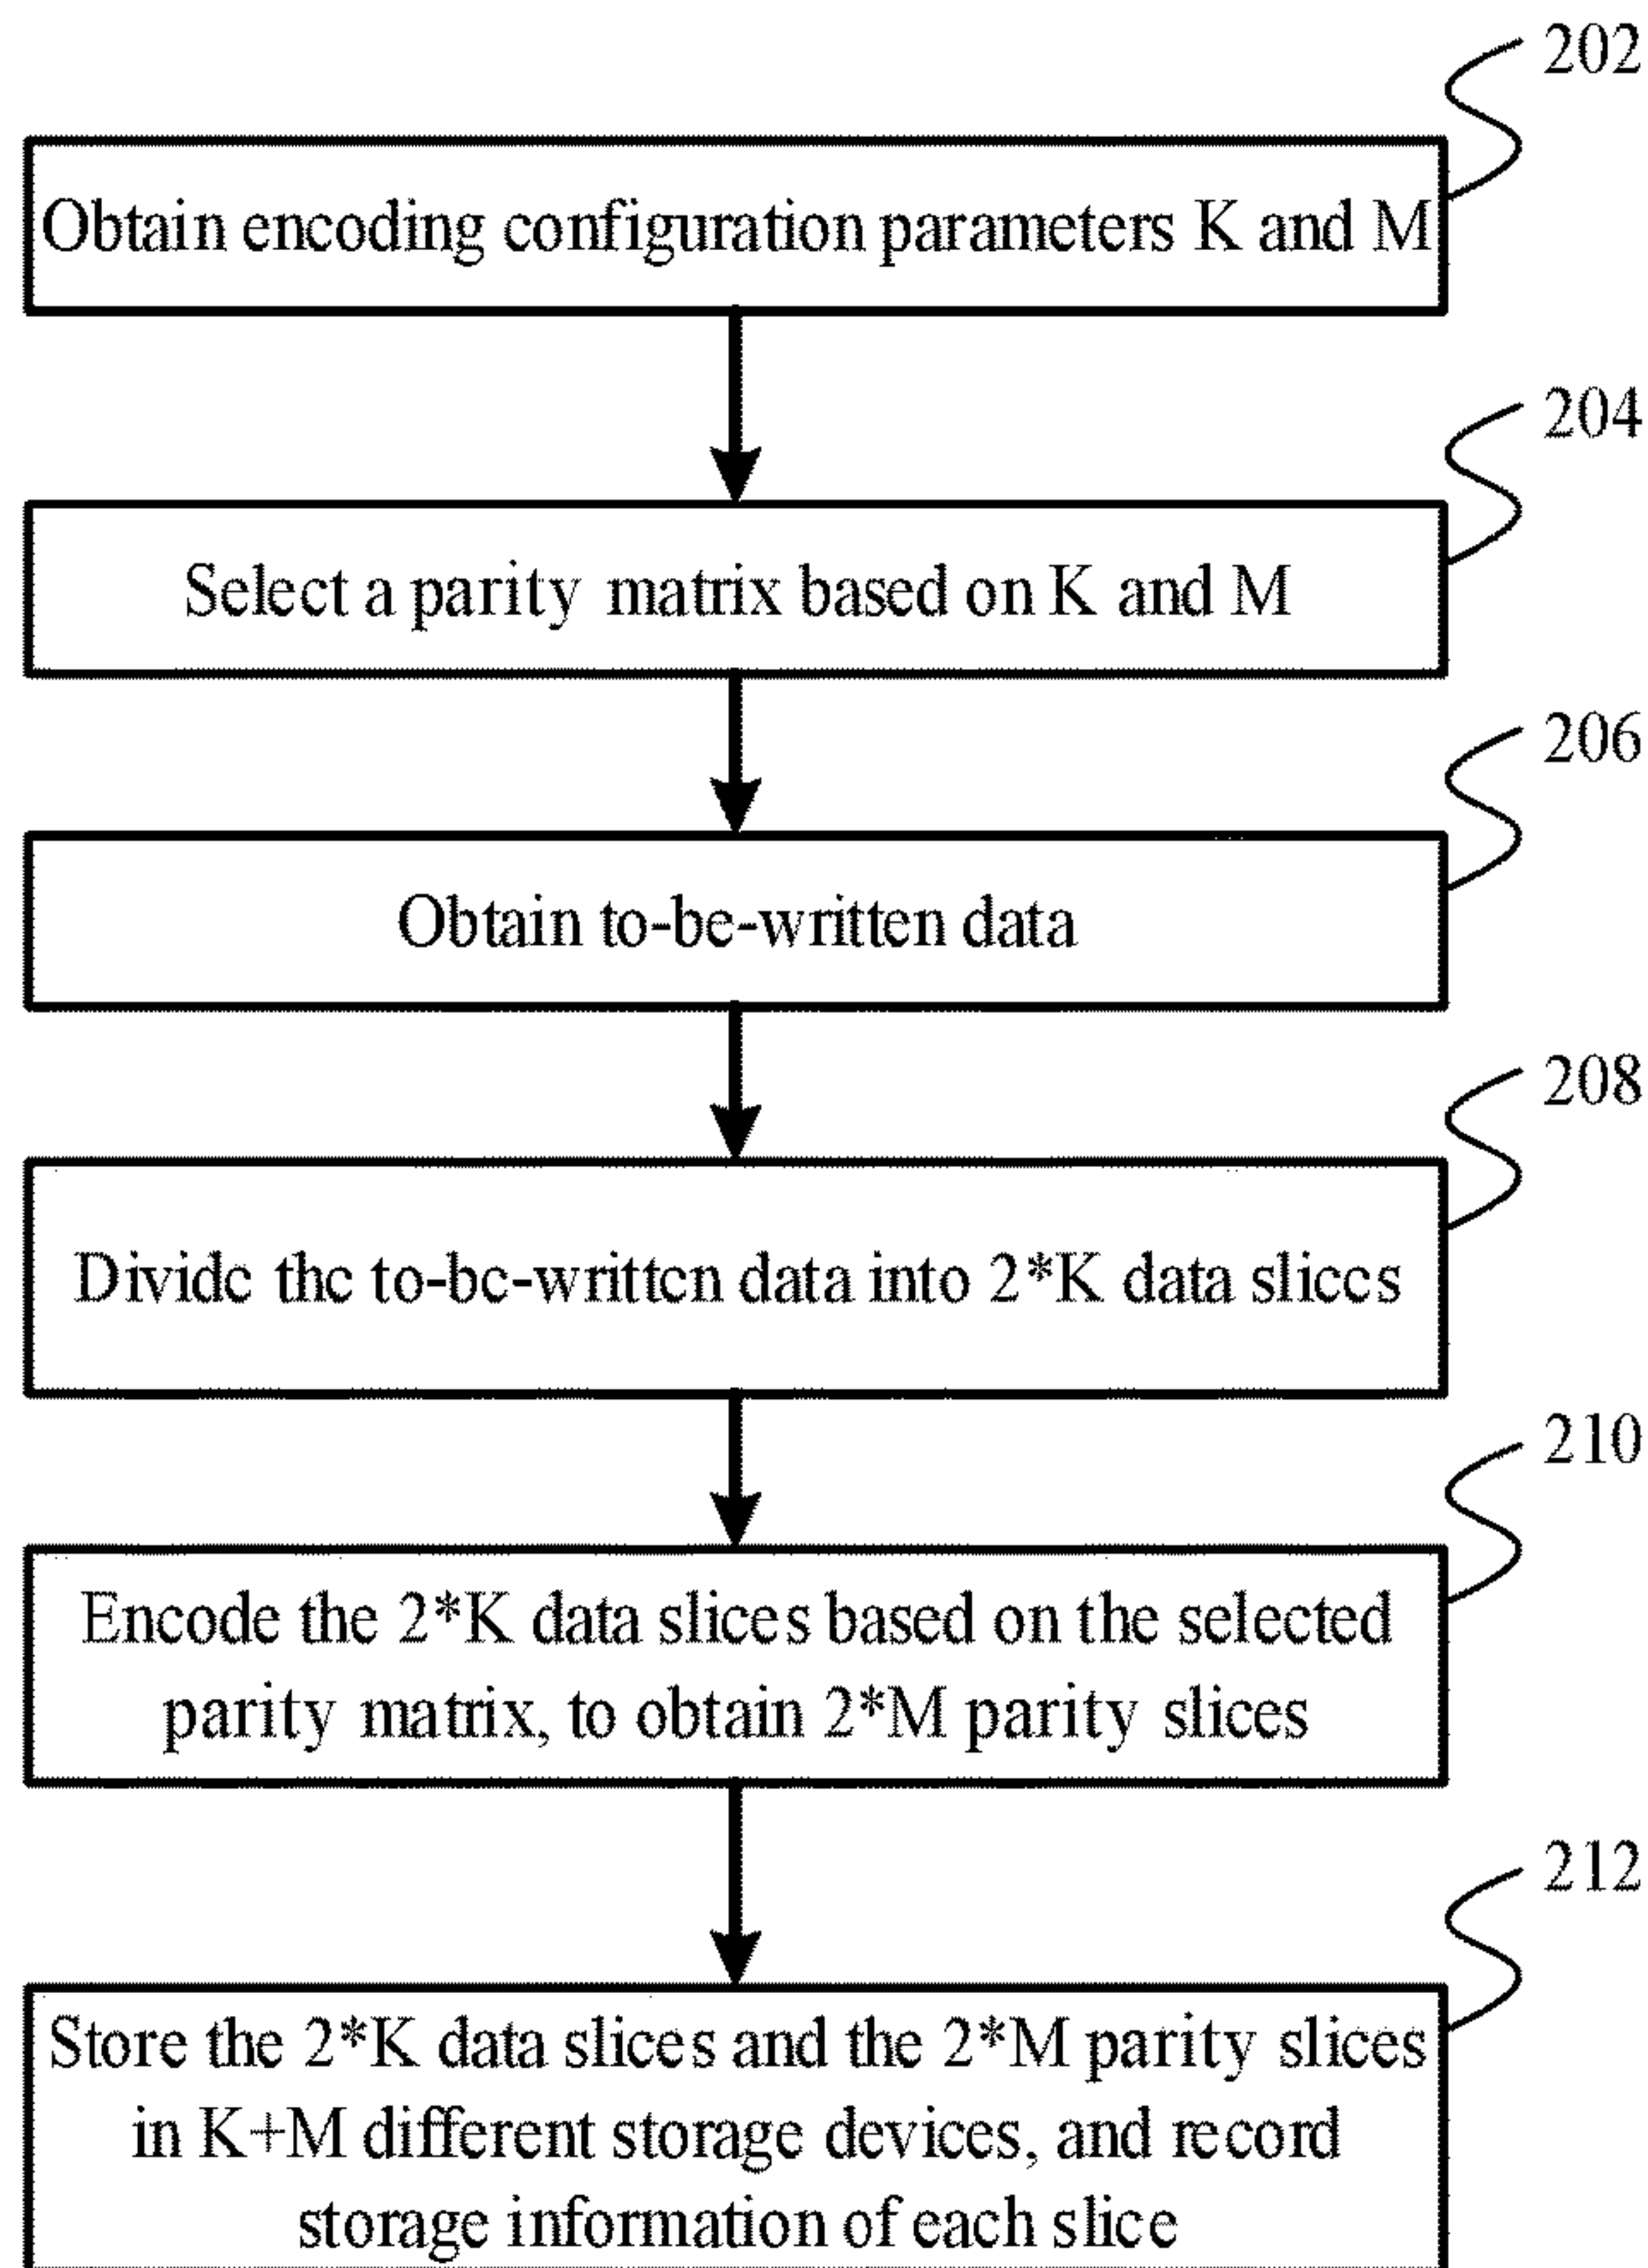 202
Obtain encoding configuration parameters K and M
204
Select a parity matrix based on K and M
206
Obtain to-be-written data
208
Divide the to-be-written data into 2*K data slices
210
Encode the 2*K data slices based on the selected
parity matrix, to obtain 2*M parity slices
212
Store the 2*K data slices and the 2*M parity slices
in K+M different storage devices, and record
storage information of each slice